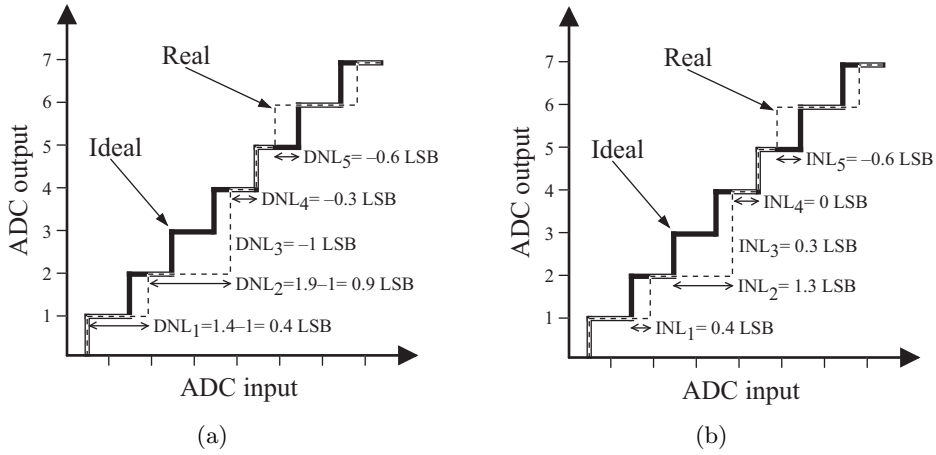 7
6
5
4
3
2
1
ADC output
Real
Ideal
DNL5= –0.6 LSB
DNL4= –0.3 LSB
DNL3= –1 LSB
DNL2=1.9–1= 0.9 LSB
DNL1=1.4–1= 0.4 LSB
ADC input
(a)
7
6
5
4
3
2
1
ADC output
Real
Ideal
INL5= –0.6 LSB
INL4= 0 LSB
INL3= 0.3 LSB
INL2= 1.3 LSB
INL1= 0.4 LSB
ADC input
(b)